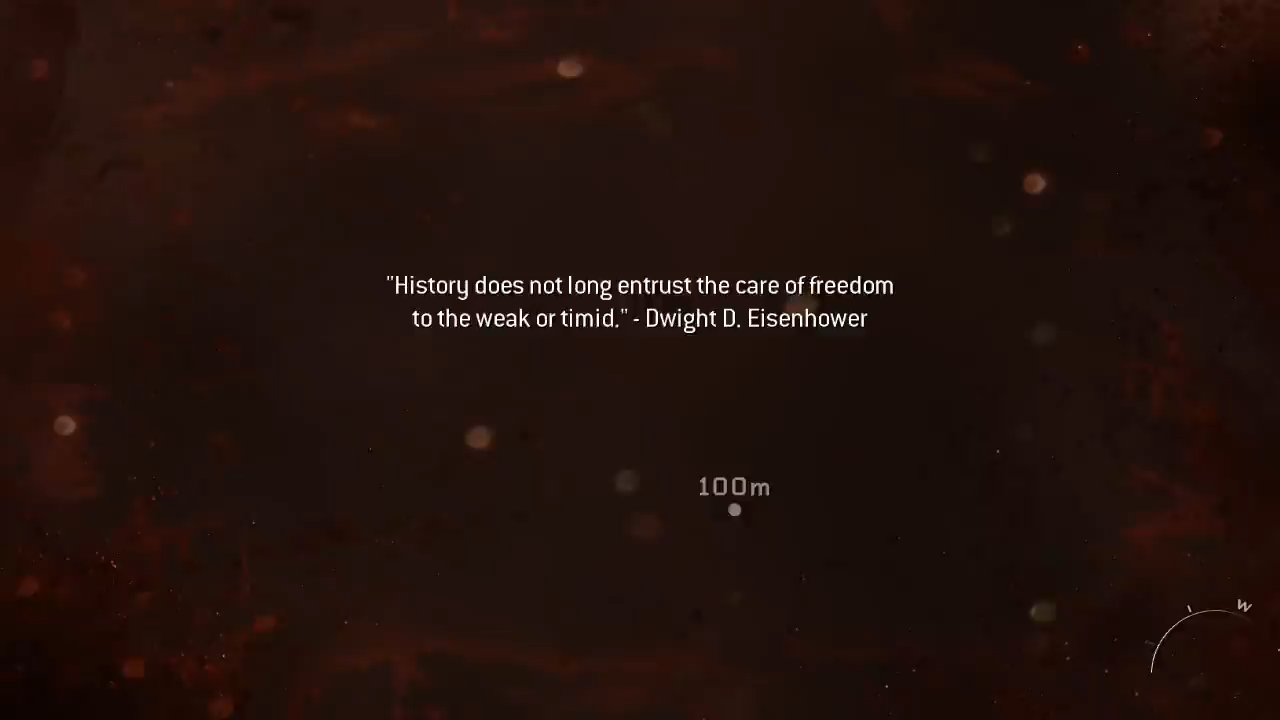 "History does not long entrust the care of freedom
to the weak or timid." - Dwight D. Eisenhower
100m
W